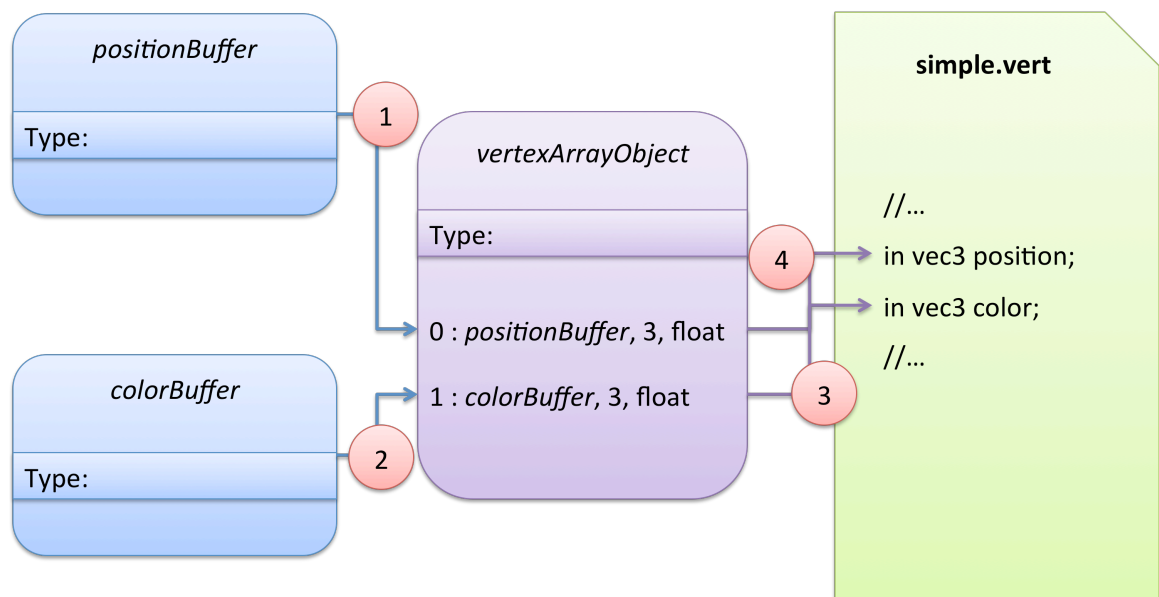 positionBuffer
Type:
1
colorBuffer
Type:
2
vertexArrayObject
Type:
0 : positionBuffer, 3, float
1 : colorBuffer, 3, float
4
3
simple.vert
//…
in vec3 position;
in vec3 color;
//…